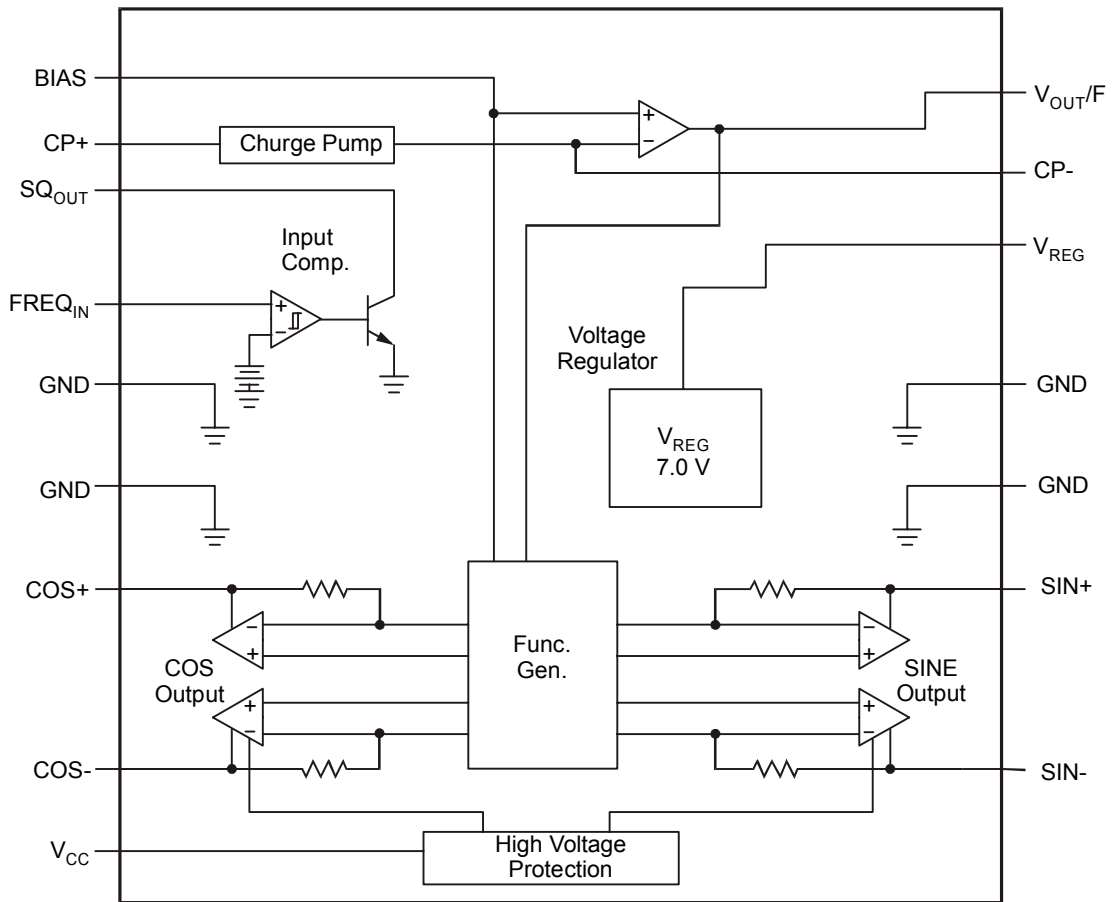 BIAS
V_OUT/F
CP+
Churge Pump
+
−
CP-
SQ_OUT
Input
Comp.
V_REG
FREQ_IN
+
−
Voltage
Regulator
GND
GND
V_REG
7.0 V
GND
GND
COS+
SIN+
−
+
Func.
Gen.
−
+
COS
Output
SINE
Output
+
−
+
−
COS-
SIN-
V_CC
High Voltage
Protection